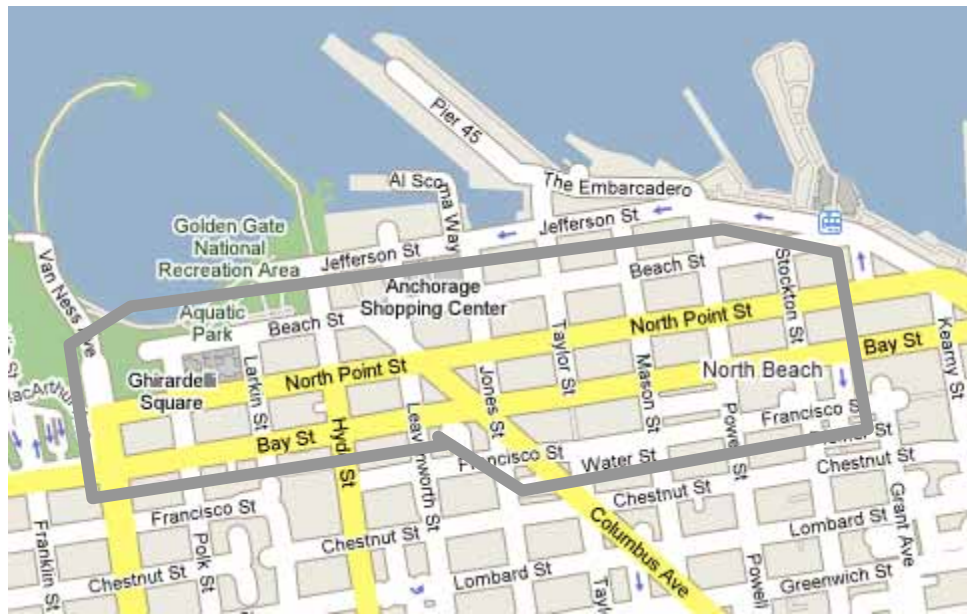 Pier 45
The Embarcadero
Al Scoma Way
Jefferson St
Golden Gate
National
Recreation Area
Jefferson St
Van Ness Ave
Anchorage
Shopping Center
Beach St
Stockton St
Aquatic
Park
Beach St
North Point St
Kearny St
Bay St
Taylor St
Mason St
North Beach
Ghirardelli
Square
Larkin St
North Point St
Jones St
Hyd St
Bay St
Leavenworth St
Francisco St
Powe St
Francisco S
Water St
Chestnut St
Chestnut St
Grant Ave
Francisco St
Columbus Ave
Lombard St
Franklin St
Polk St
Chestnut St
Chestnut St
Lombard St
Tay
Powell
Greenwich St